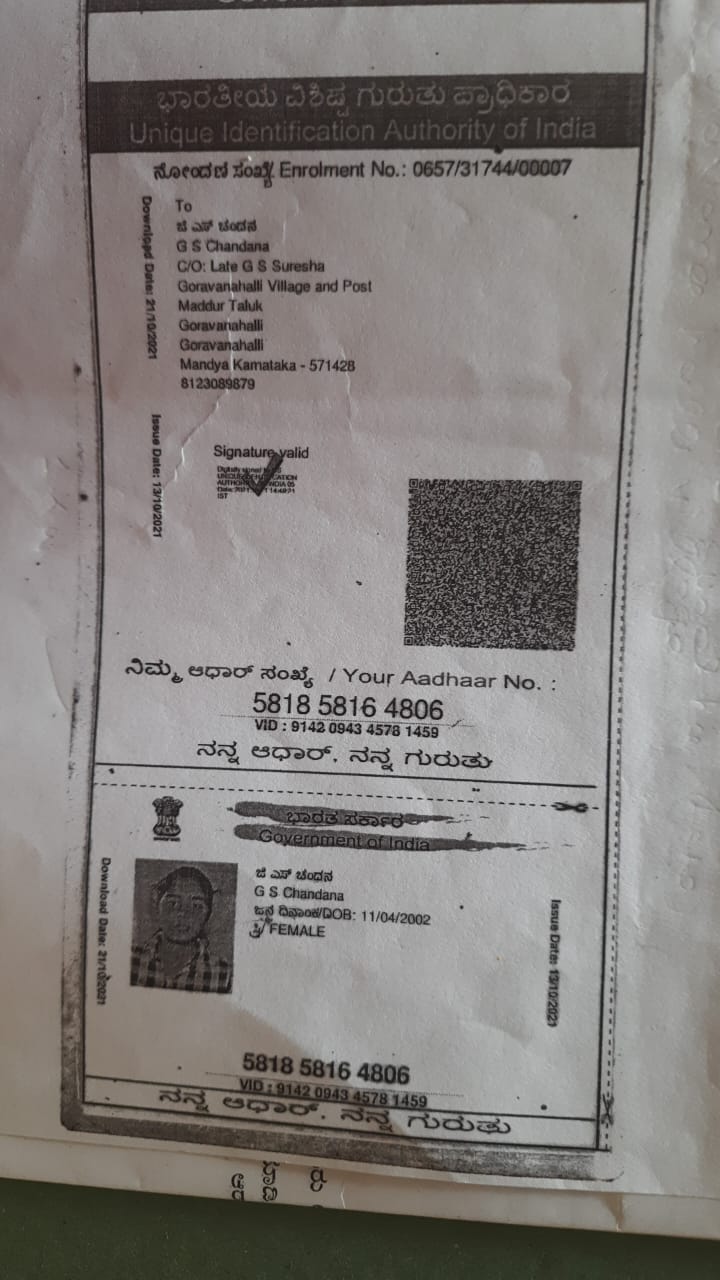 ಭಾರತೀಯ ವಿಶಿಷ್ಟ ಗುರುತು ಪ್ರಾಧಿಕಾರ
Unique Identification Authority of India
ನೋಂದಣಿ ಸಂಖ್ಯೆ/ Enrolment No.: 0657/31744/00007
To
ಜಿ ಎಸ್ ಚಂದನ
G S Chandana
C/O: Late G S Suresha
Goravanahalli Village and Post
Maddur Taluk
Goravanahalli
Goravanahalli
Mandya Karnataka - 571428
8123089879
Download Date: 21/10/2021
Issue Date: 13/10/2021
Signature valid
Digitally signed by
IST
ನಿಮ್ಮ ಆಧಾರ್ ಸಂಖ್ಯೆ / Your Aadhaar No. :
5818 5816 4806
VID : 9142 0943 4578 1459
ನನ್ನ ಆಧಾರ್, ನನ್ನ ಗುರುತು
ಭಾರತ ಸರ್ಕಾರ
Government of India
Download Date: 21/10/2021
ಜಿ ಎಸ್ ಚಂದನ
G S Chandana
ಜನ್ಮ ದಿನಾಂಕ/DOB: 11/04/2002
ಸ್ತ್ರೀ/ FEMALE
Issue Date: 13/10/2021
5818 5816 4806
VID : 9142 0943 4578 1459
ನನ್ನ ಆಧಾರ್, ನನ್ನ ಗುರುತು